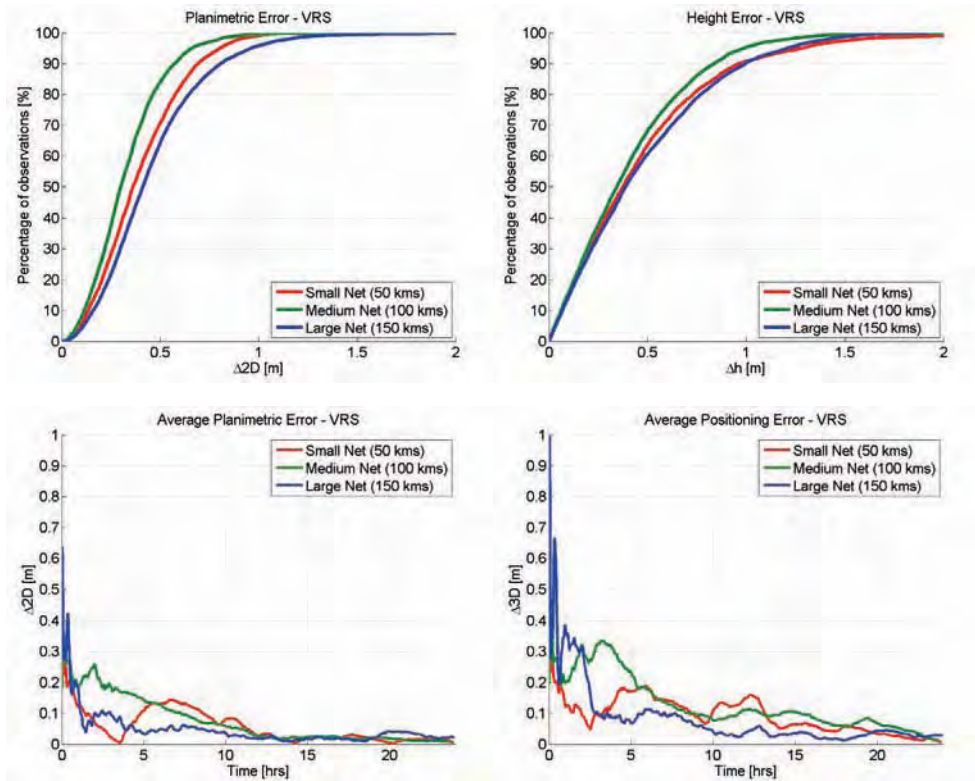 Planimetric Error - VRS
Percentage of observations [%]
100
90
80
70
60
50
40
30
20
10
0
0 0.5 1 1.5 2
Δ2D [m]
Small Net (50 kms)
Medium Net (100 kms)
Large Net (150 kms)
Height Error - VRS
Percentage of observations [%]
100
90
80
70
60
50
40
30
20
10
0
0 0.5 1 1.5 2
Δh [m]
Small Net (50 kms)
Medium Net (100 kms)
Large Net (150 kms)
Average Planimetric Error - VRS
Δ2D [m]
1
0.9
0.8
0.7
0.6
0.5
0.4
0.3
0.2
0.1
0
0 5 10 15 20
Time [hrs]
Small Net (50 kms)
Medium Net (100 kms)
Large Net (150 kms)
Average Positioning Error - VRS
Δ3D [m]
1
0.9
0.8
0.7
0.6
0.5
0.4
0.3
0.2
0.1
0
0 5 10 15 20
Time [hrs]
Small Net (50 kms)
Medium Net (100 kms)
Large Net (150 kms)